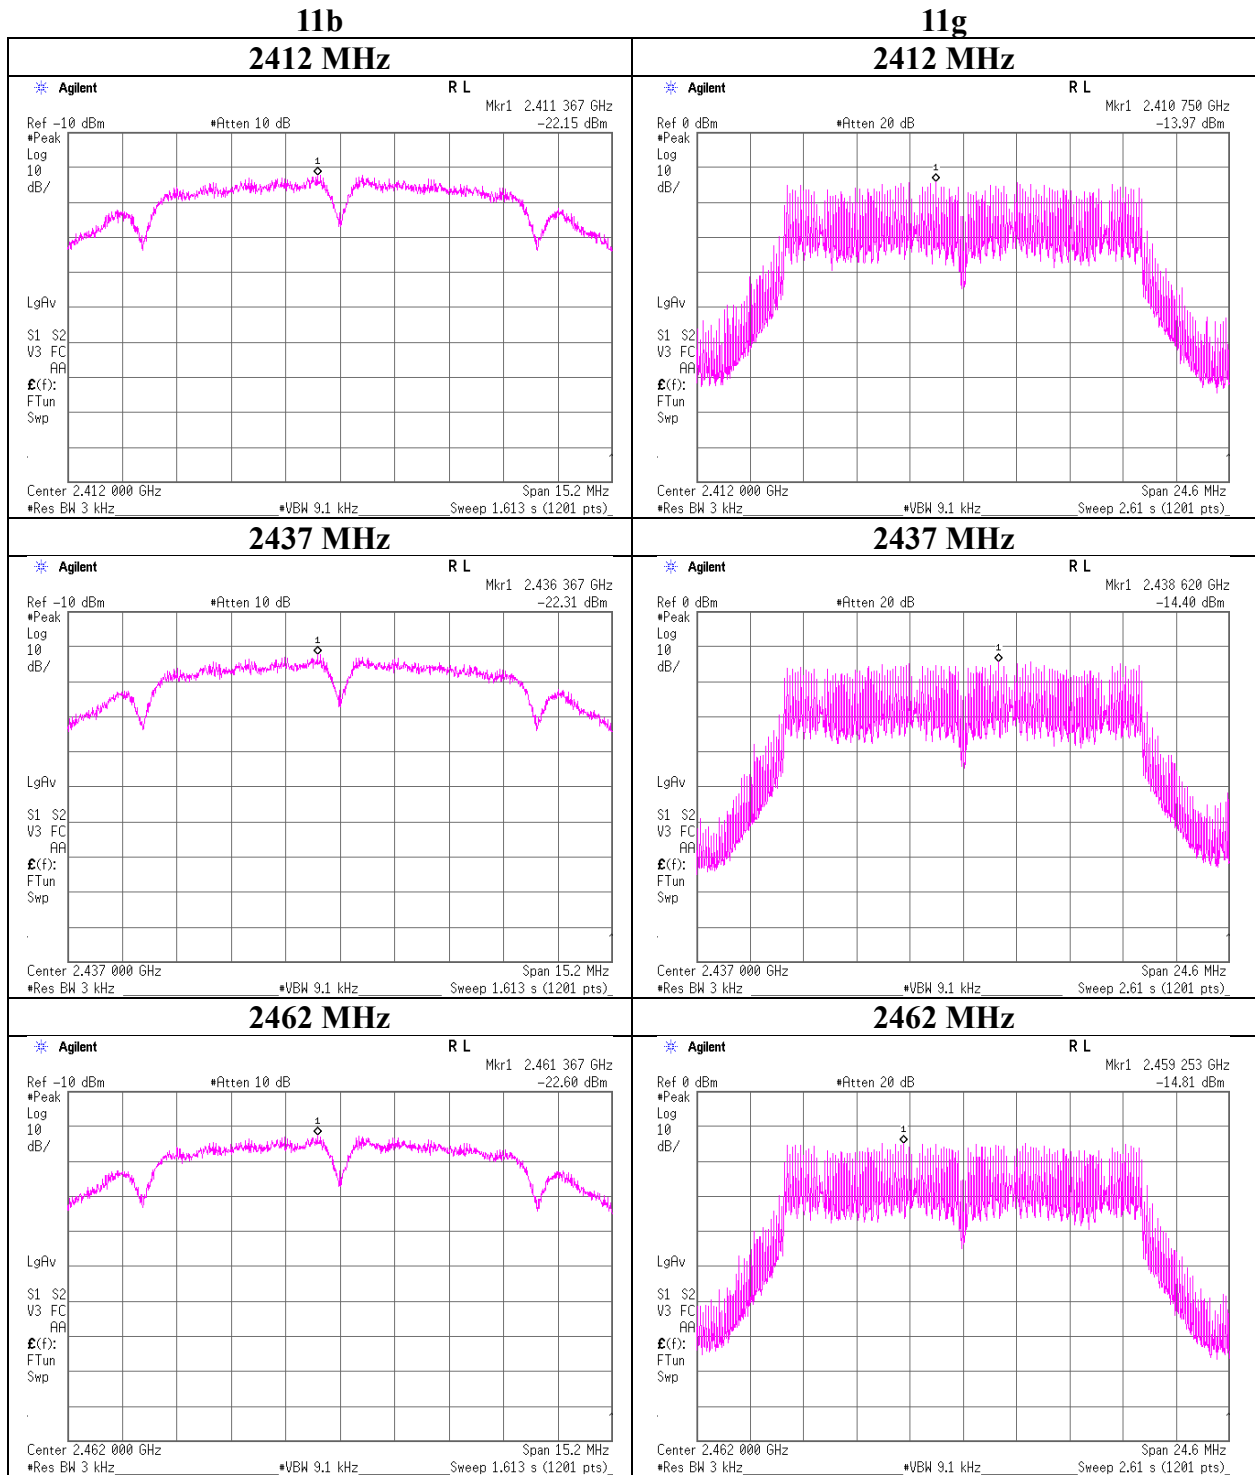 11b 11g
2412 MHz 2412 MHz
Agilent R L
Mkr1 2.411 367 GHz
Ref -10 dBm #Atten 10 dB -22.15 dBm
#Peak
Log
10
dB/
1
LgAv
S1 S2
V3 FC
AA
£(f):
FTun
Swp
Center 2.412 000 GHz Span 15.2 MHz
#Res BW 3 kHz #VBW 9.1 kHz Sweep 1.613 s (1201 pts)
Agilent R L
Mkr1 2.410 750 GHz
Ref 0 dBm #Atten 20 dB -13.97 dBm
#Peak
Log
10
dB/
1
LgAv
S1 S2
V3 FC
AA
£(f):
FTun
Swp
Center 2.412 000 GHz Span 24.6 MHz
#Res BW 3 kHz #VBW 9.1 kHz Sweep 2.61 s (1201 pts)
2437 MHz 2437 MHz
Agilent R L
Mkr1 2.436 367 GHz
Ref -10 dBm #Atten 10 dB -22.31 dBm
#Peak
Log
10
dB/
1
LgAv
S1 S2
V3 FC
AA
£(f):
FTun
Swp
Center 2.437 000 GHz Span 15.2 MHz
#Res BW 3 kHz #VBW 9.1 kHz Sweep 1.613 s (1201 pts)
Agilent R L
Mkr1 2.438 620 GHz
Ref 0 dBm #Atten 20 dB -14.40 dBm
#Peak
Log
10
dB/
1
LgAv
S1 S2
V3 FC
AA
£(f):
FTun
Swp
Center 2.437 000 GHz Span 24.6 MHz
#Res BW 3 kHz #VBW 9.1 kHz Sweep 2.61 s (1201 pts)
2462 MHz 2462 MHz
Agilent R L
Mkr1 2.461 367 GHz
Ref -10 dBm #Atten 10 dB -22.60 dBm
#Peak
Log
10
dB/
1
LgAv
S1 S2
V3 FC
AA
£(f):
FTun
Swp
Center 2.462 000 GHz Span 15.2 MHz
#Res BW 3 kHz #VBW 9.1 kHz Sweep 1.613 s (1201 pts)
Agilent R L
Mkr1 2.459 253 GHz
Ref 0 dBm #Atten 20 dB -14.81 dBm
#Peak
Log
10
dB/
1
LgAv
S1 S2
V3 FC
AA
£(f):
FTun
Swp
Center 2.462 000 GHz Span 24.6 MHz
#Res BW 3 kHz #VBW 9.1 kHz Sweep 2.61 s (1201 pts)